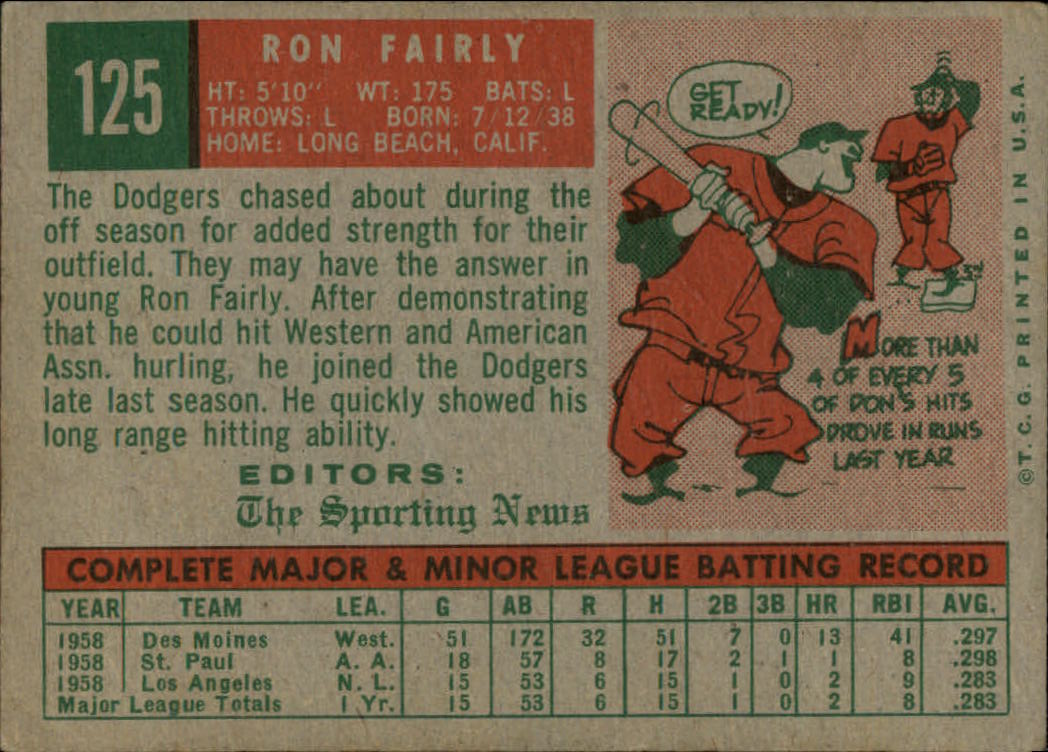 125
RON FAIRLY
HT: 5'10" WT: 175 BATS: L
THROWS: L BORN: 7/12/38
HOME: LONG BEACH, CALIF.
The Dodgers chased about during the
off season for added strength for their
outfield. They may have the answer in
young Ron Fairly. After demonstrating
that he could hit Western and American
Assn. hurling, he joined the Dodgers
late last season. He quickly showed his
long range hitting ability.
EDITORS:
The Sporting News
GET
READY!
MORE THAN
4 OF EVERY 5
OF RON'S HITS
DROVE IN RUNS
LAST YEAR
©T. C. G. PRINTED IN U.S.A.
COMPLETE MAJOR & MINOR LEAGUE BATTING RECORD
YEAR TEAM LEA. G AB R H 2B 3B HR RBI AVG.
1958 Des Moines West. 51 172 32 51 7 0 13 41 .297
1958 St. Paul A. A. 18 57 8 17 2 1 1 8 .298
1958 Los Angeles N. L. 15 53 6 15 1 0 2 9 .283
Major League Totals 1 Yr. 15 53 6 15 1 0 2 8 .283